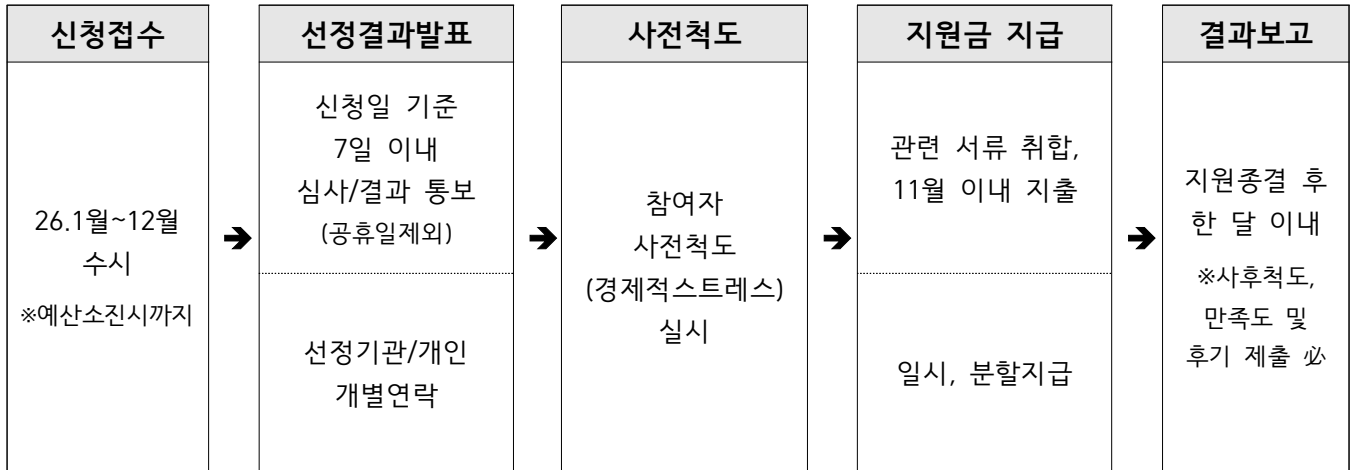 신청접수
26.1월~12월
수시
※예산소진시까지
➔
선정결과발표
신청일 기준
7일 이내
심사/결과 통보
(공휴일제외)
선정기관/개인
개별연락
➔
사전척도
참여자
사전척도
(경제적스트레스)
실시
➔
지원금 지급
관련 서류 취합,
11월 이내 지출
일시, 분할지급
➔
결과보고
지원종결 후
한 달 이내
※사후척도,
만족도 및
후기 제출 必